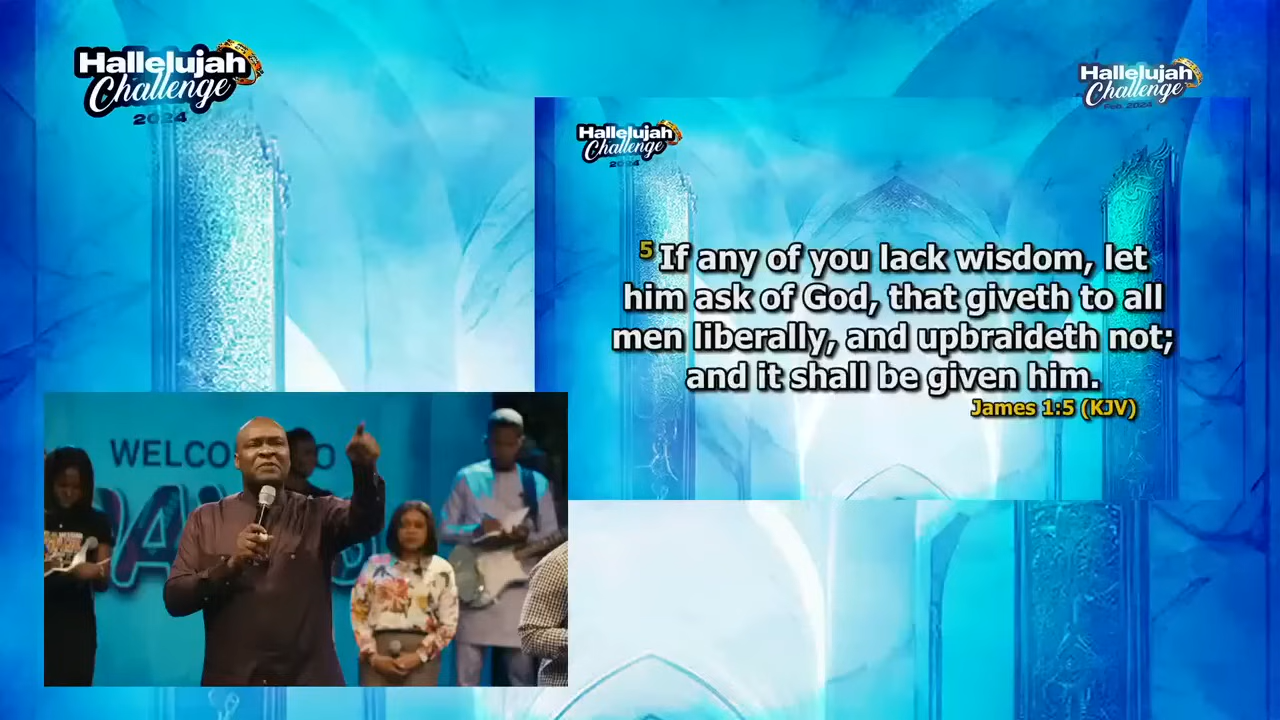 Hallelujah
Challenge
2024
Hallelujah
Challenge
Feb. 2024
Hallelujah
Challenge
2024
5 If any of you lack wisdom, let
him ask of God, that giveth to all
men liberally, and upbraideth not;
and it shall be given him.
James 1:5 (KJV)